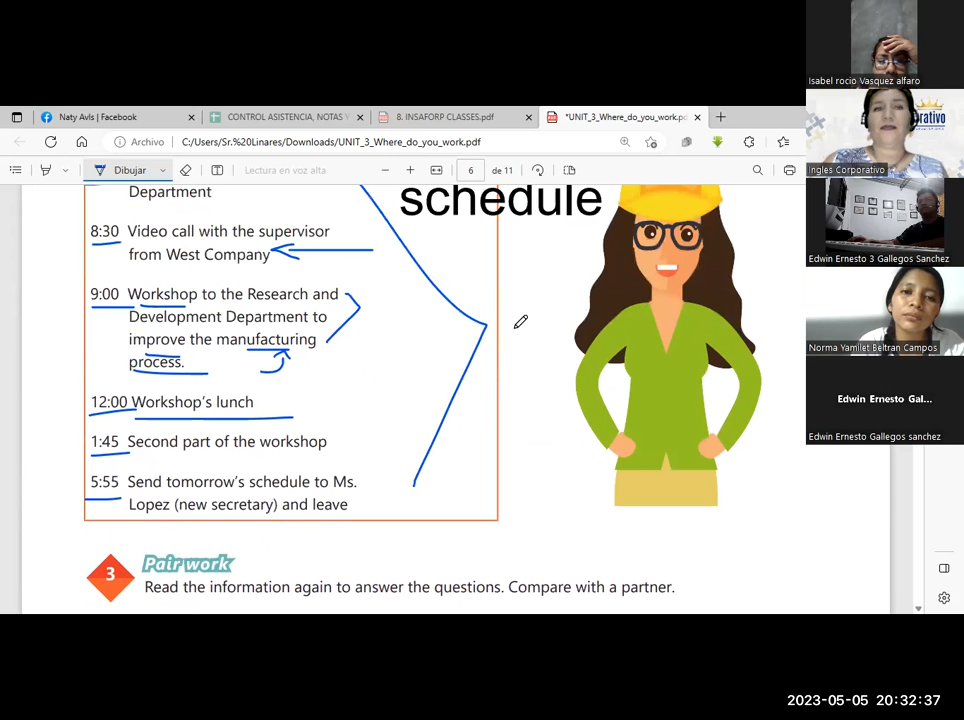 Naty Avls | Facebook
CONTROL ASISTENCIA, NOTAS Y
8. INSAFORP CLASSES.pdf
*UNIT_3_Where_do_you_work.pd
Archivo
C:/Users/Sr.%20Linares/Downloads/UNIT_3_Where_do_you_work.pdf
Dibujar
Lectura en voz alta
6
de 11
schedule
Department
8:30 Video call with the supervisor
from West Company
9:00 Workshop to the Research and
Development Department to
improve the manufacturing
process.
12:00 Workshop's lunch
1:45 Second part of the workshop
5:55 Send tomorrow's schedule to Ms.
Lopez (new secretary) and leave
3
Pair work
Read the information again to answer the questions. Compare with a partner.
Isabel rocio Vasquez alfaro
Ingles Corporativo
Edwin Ernesto 3 Gallegos Sanchez
Norma Yamilet Beltran Campos
Edwin Ernesto Gal...
Edwin Ernesto Gallegos sanchez
2023-05-05 20:32:37